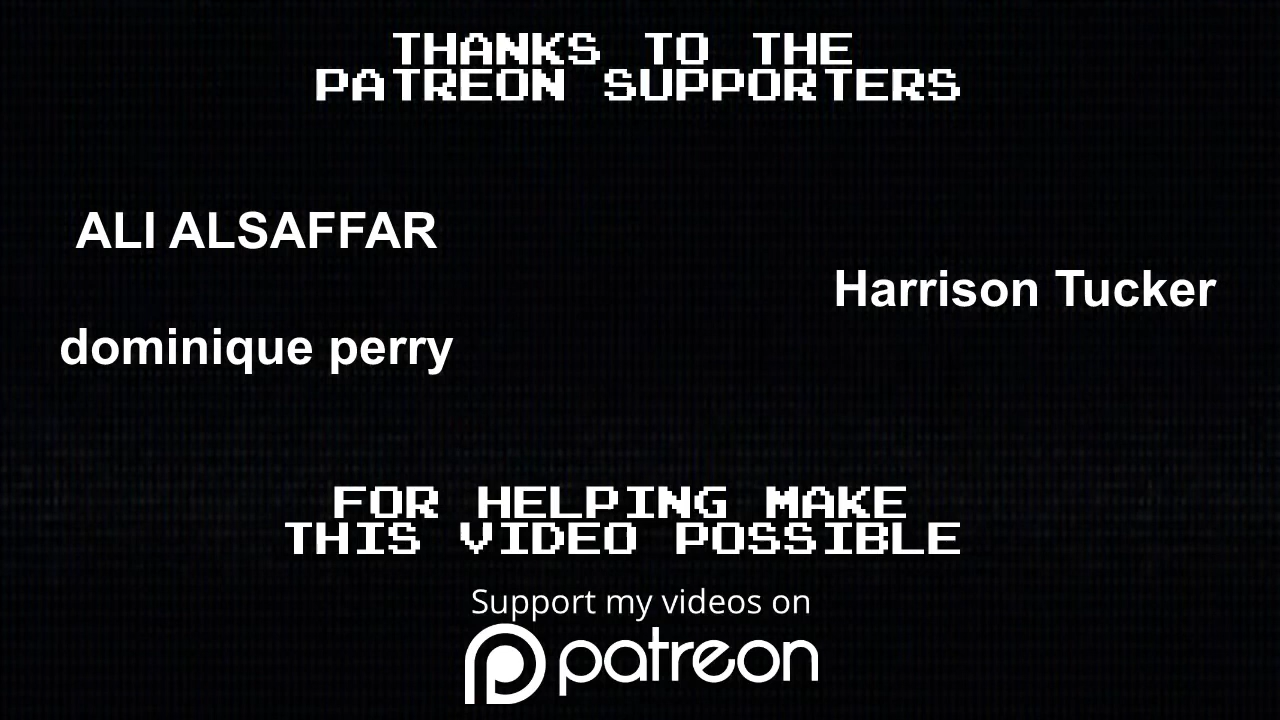 THANKS TO THE
PATREON SUPPORTERS
ALI ALSAFFAR
Harrison Tucker
dominique perry
FOR HELPING MAKE
THIS VIDEO POSSIBLE
Support my videos on
patreon